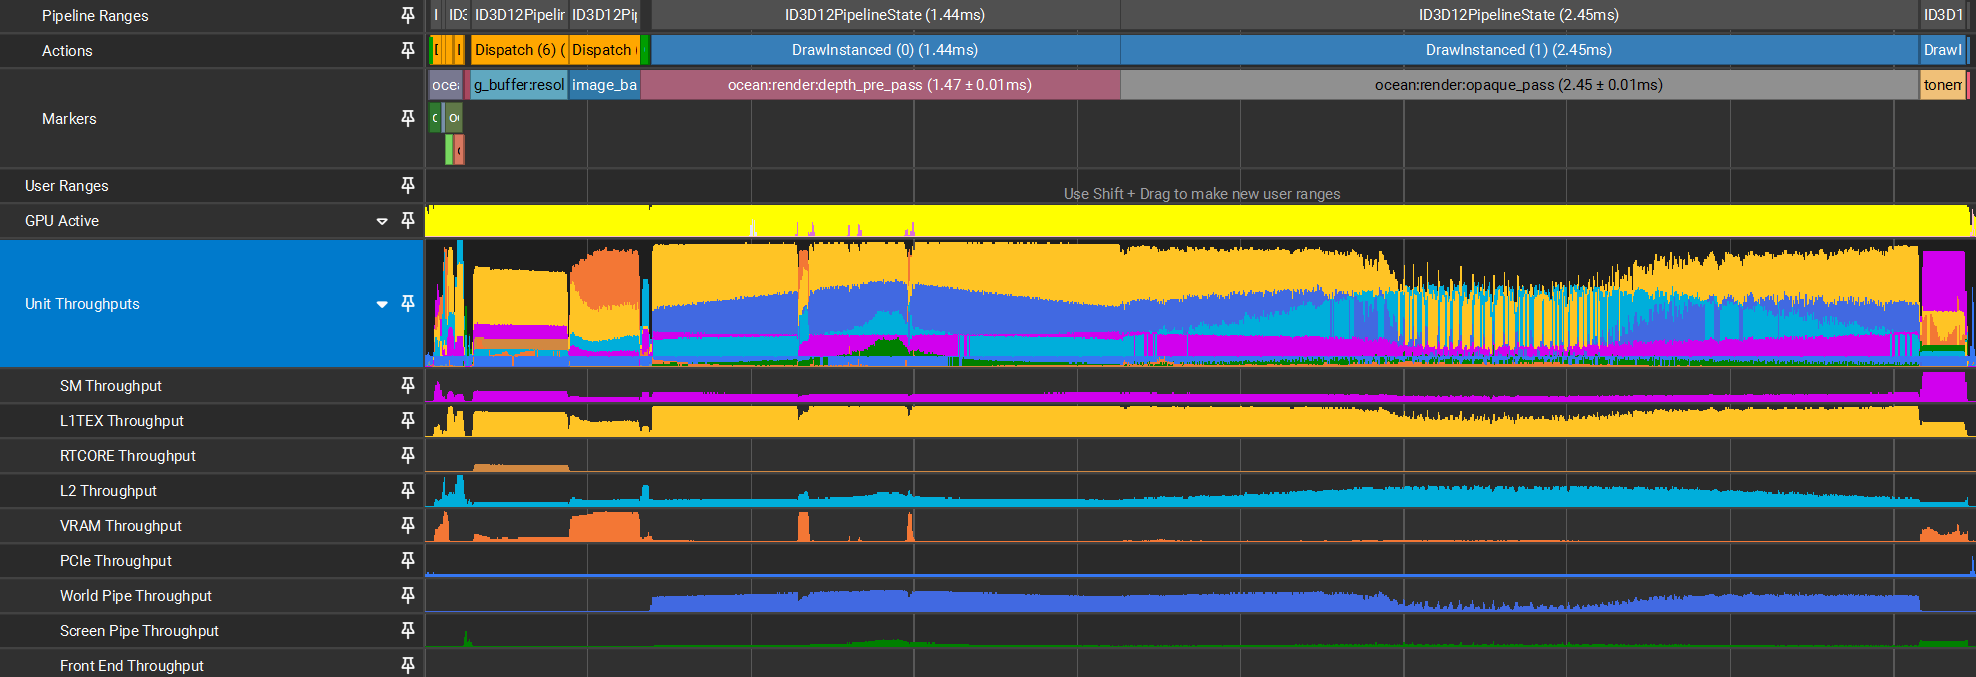 Pipeline Ranges
I ID3 ID3D12Pipelir ID3D12Pi ID3D12PipelineState (1.44ms) ID3D12PipelineState (2.45ms) ID3D1
Actions
Dispatch (6) ( Dispatch ( DrawInstanced (0) (1.44ms) DrawInstanced (1) (2.45ms) DrawI
ocea g_buffer:resol image_ba ocean:render:depth_pre_pass (1.47 ± 0.01ms) ocean:render:opaque_pass (2.45 ± 0.01ms) tonem
Markers
User Ranges
Use Shift + Drag to make new user ranges
GPU Active
Unit Throughputs
SM Throughput
L1TEX Throughput
RTCORE Throughput
L2 Throughput
VRAM Throughput
PCIe Throughput
World Pipe Throughput
Screen Pipe Throughput
Front End Throughput